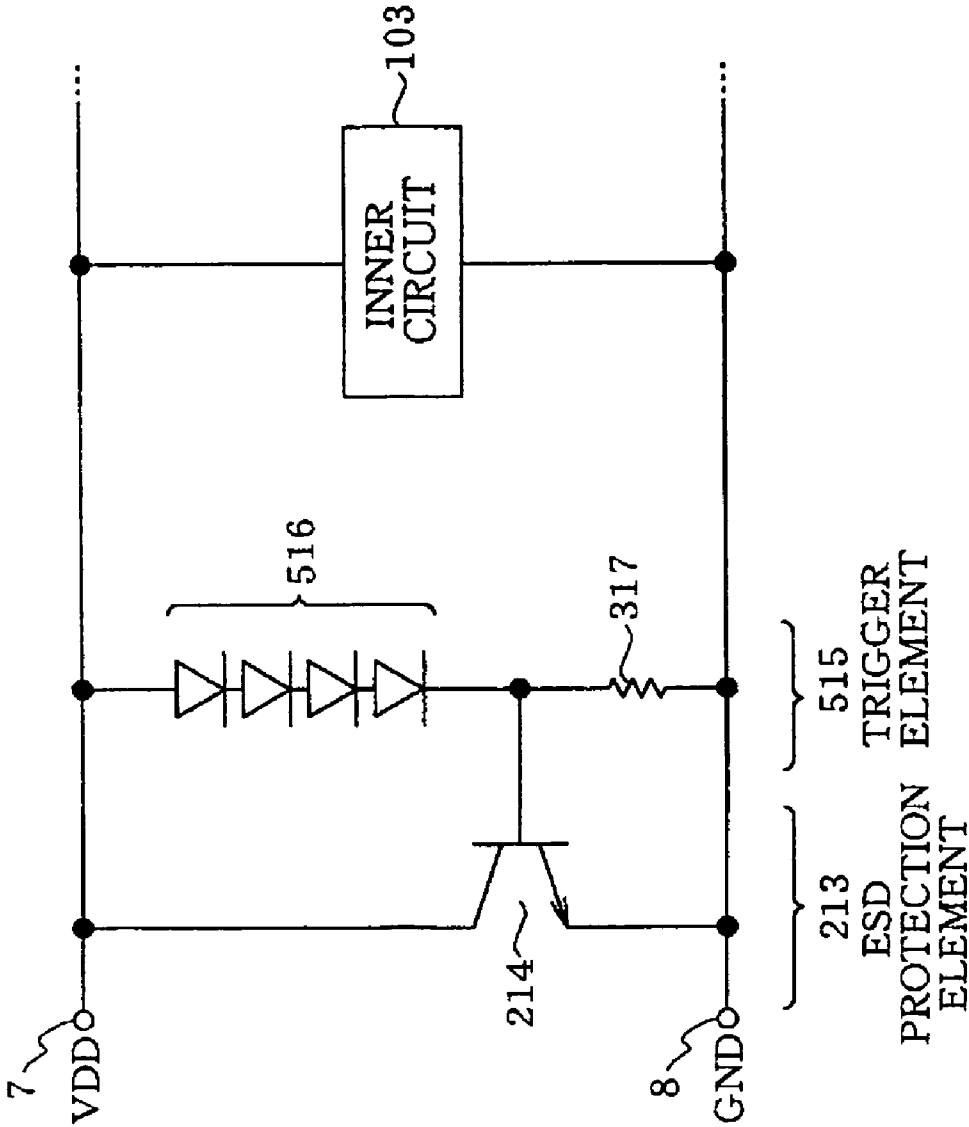 7
VDD
8
GND
214
213
ESD
PROTECTION
ELEMENT
516
317
515
TRIGGER
ELEMENT
INNER
CIRCUIT
103